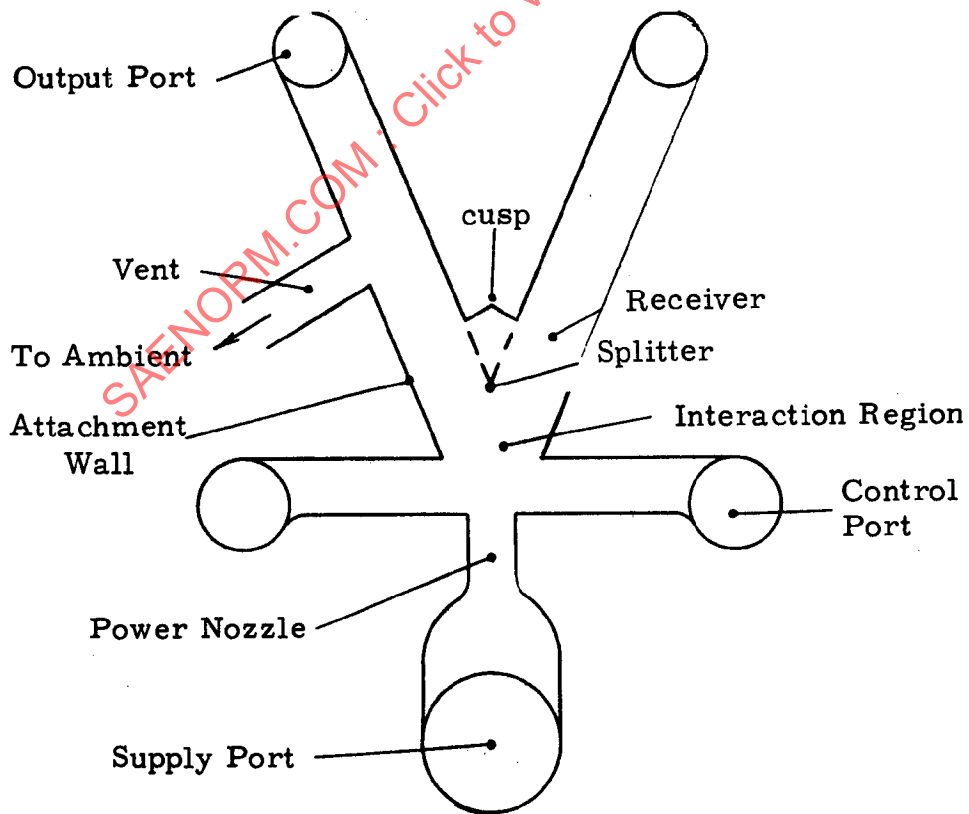 Output Port
SAENORM.COM : Click to v
cusp
Vent
Receiver
To Ambient
Splitter
Attachment
Wall
Interaction Region
Control
Port
Power Nozzle
Supply Port